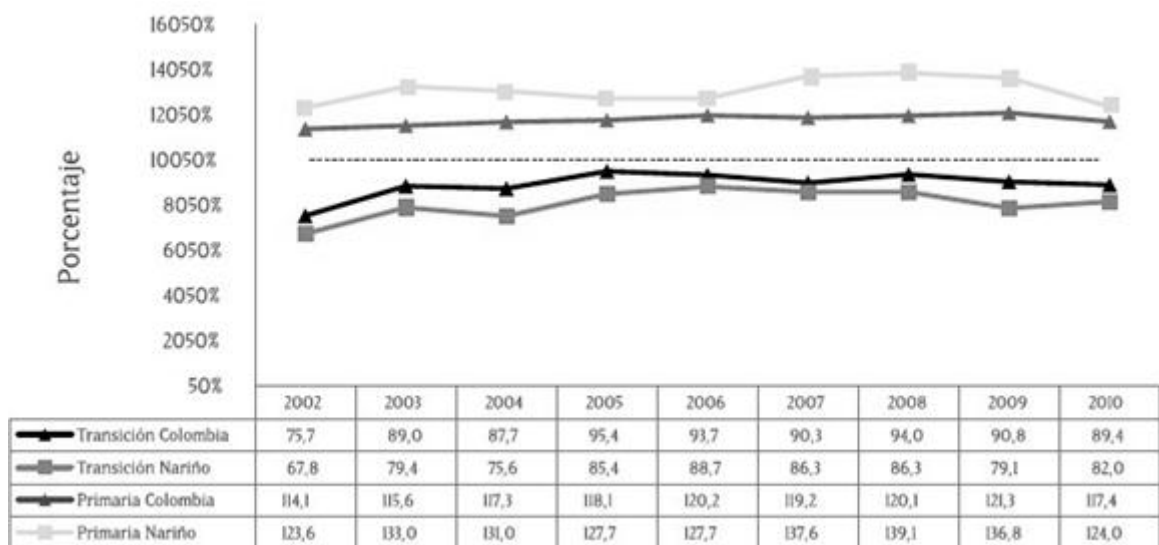 16050%
14050%
12050%
10050%
8050%
6050%
4050%
2050%
50%
Porcentaje
2002 2003 2004 2005 2006 2007 2008 2009 2010
Transición Colombia 75,7 89,0 87,7 95,4 93,7 90,3 94,0 90,8 89,4
Transición Nariño 67,8 79,4 75,6 85,4 88,7 86,3 86,3 79,1 82,0
Primaria Colombia 114,1 115,6 117,3 118,1 120,2 119,2 120,1 121,3 117,4
Primaria Nariño 123,6 133,0 131,0 127,7 127,7 137,6 139,1 136,8 124,0